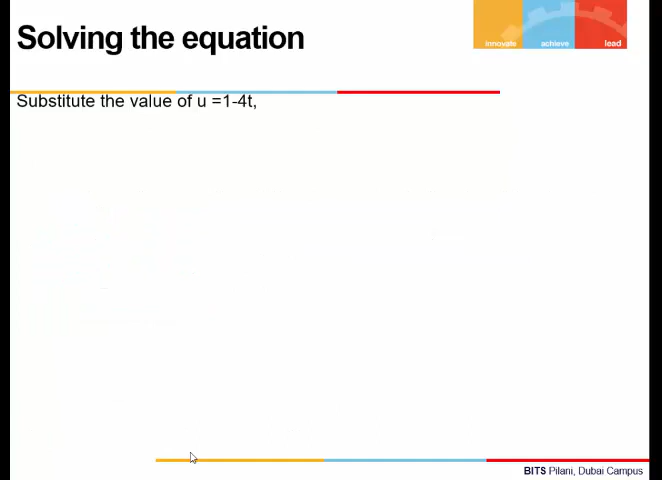 Solving the equation
innovate achieve lead
Substitute the value of u =1-4t,
BITS Pilani, Dubai Campus